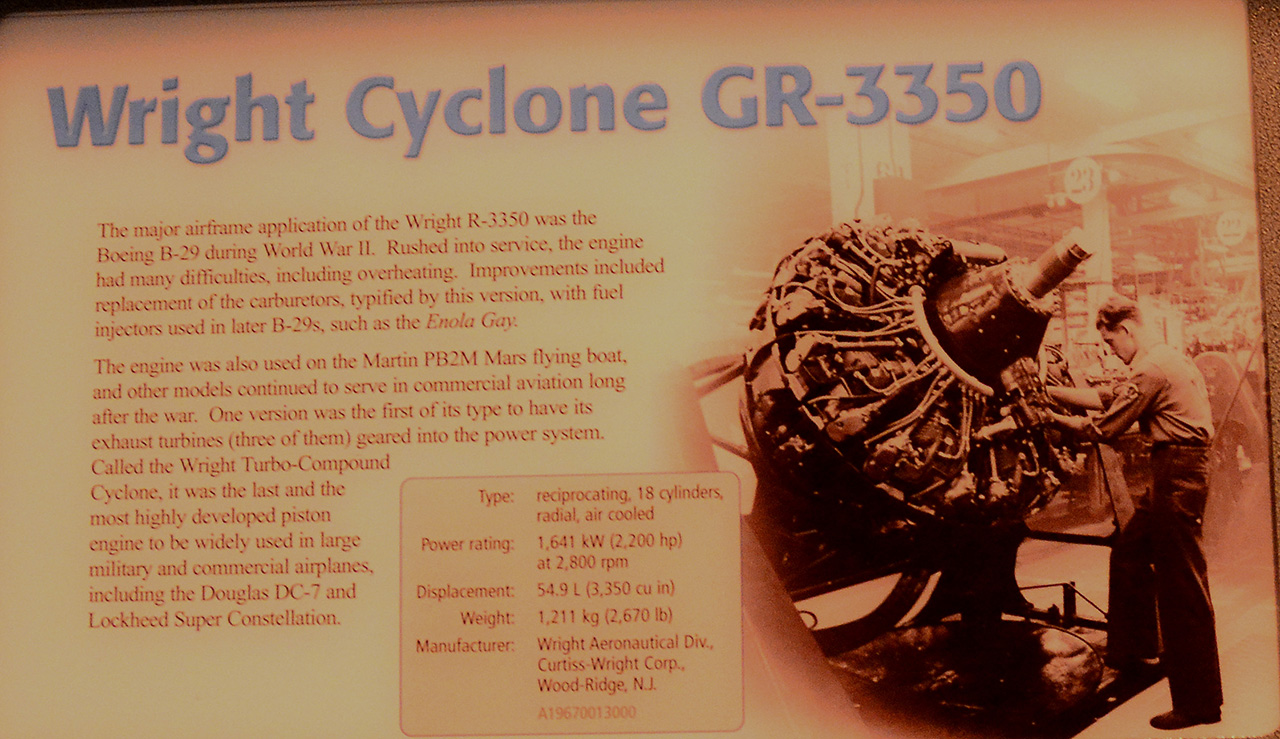 Wright Cyclone GR-3350
The major airframe application of the Wright R-3350 was the
Boeing B-29 during World War II. Rushed into service, the engine
had many difficulties, including overheating. Improvements included
replacement of the carburetors, typified by this version, with fuel
injectors used in later B-29s, such as the Enola Gay.
The engine was also used on the Martin PB2M Mars flying boat,
and other models continued to serve in commercial aviation long
after the war. One version was the first of its type to have its
exhaust turbines (three of them) geared into the power system.
Called the Wright Turbo-Compound
Cyclone, it was the last and the
most highly developed piston
engine to be widely used in large
military and commercial airplanes,
including the Douglas DC-7 and
Lockheed Super Constellation.
Type: reciprocating, 18 cylinders,
radial, air cooled
Power rating: 1,641 kW (2,200 hp)
at 2,800 rpm
Displacement: 54.9 L (3,350 cu in)
Weight: 1,211 kg (2,670 lb)
Manufacturer: Wright Aeronautical Div.,
Curtiss-Wright Corp.,
Wood-Ridge, N.J.
A19670013000
23